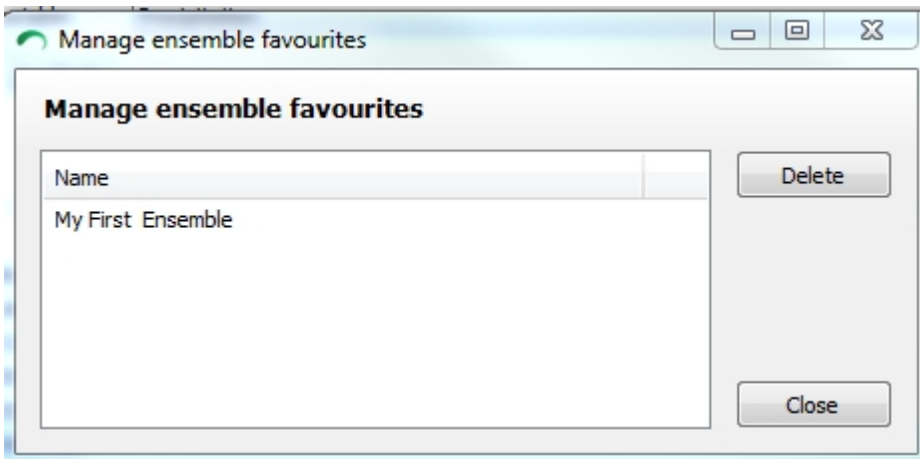 Manage ensemble favourites
Manage ensemble favourites
Name
Delete
My First Ensemble
Close